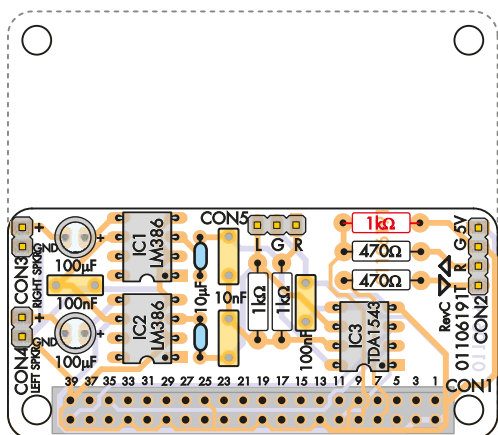 CON5
L G R
1kΩ
470Ω
470Ω
5V
G
R
L
CON2
+
GND
CON3
RIGHT SPKR
100µF
+
IC1
LM386
10µF
10nF
1kΩ
1kΩ
100nF
100nF
+
GND
CON4
LEFT SPKR
100µF
+
IC2
LM386
IC3
TDA1543
RevC
01106191T
39 37 35 33 31 29 27 25 23 21 19 17 15 13 11 9 7 5 3 1
CON1